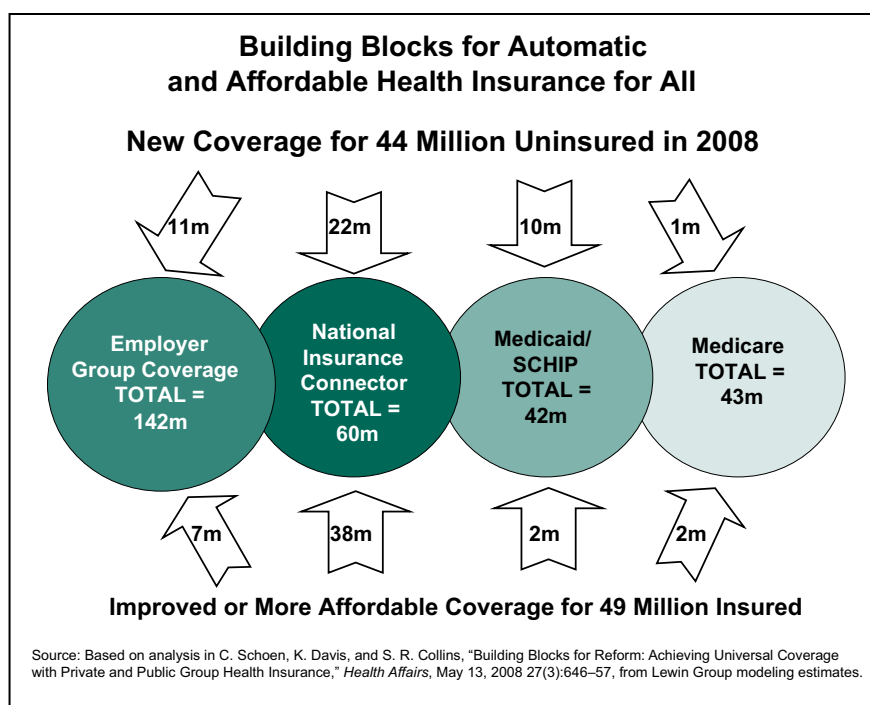 Building Blocks for Automatic
and Affordable Health Insurance for All
New Coverage for 44 Million Uninsured in 2008
11m
22m
10m
1m
Employer
Group Coverage
TOTAL =
142m
National
Insurance
Connector
TOTAL =
60m
Medicaid/
SCHIP
TOTAL =
42m
Medicare
TOTAL =
43m
7m
38m
2m
2m
Improved or More Affordable Coverage for 49 Million Insured
Source: Based on analysis in C. Schoen, K. Davis, and S. R. Collins, “Building Blocks for Reform: Achieving Universal Coverage
with Private and Public Group Health Insurance,” Health Affairs, May 13, 2008 27(3):646–57, from Lewin Group modeling estimates.